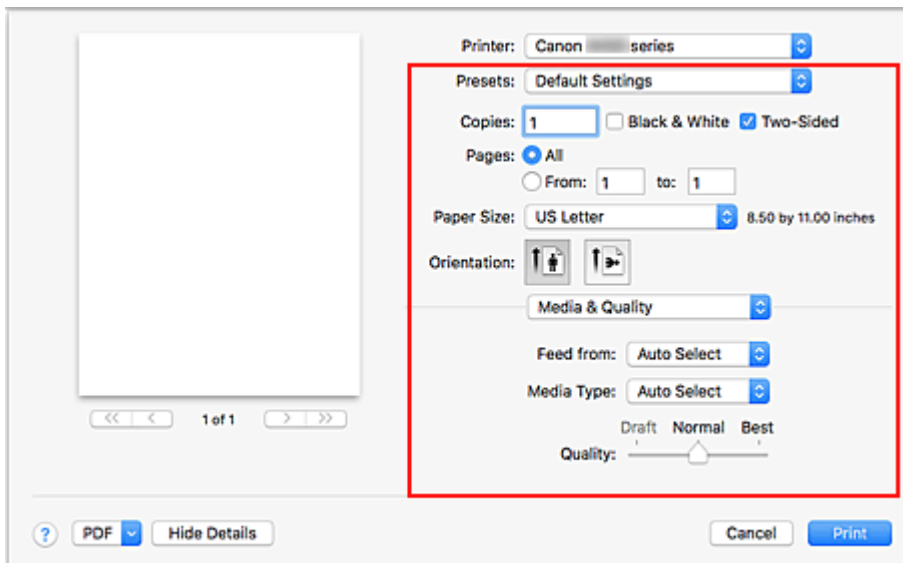 Printer: Canon series
Presets: Default Settings
Copies: 1 Black & White Two-Sided
Pages: All
From: 1 to: 1
Paper Size: US Letter 8.50 by 11.00 inches
Orientation:
Media & Quality
Feed from: Auto Select
Media Type: Auto Select
Draft Normal Best
Quality:
<< < 1 of 1 > >>
? PDF Hide Details Cancel Print